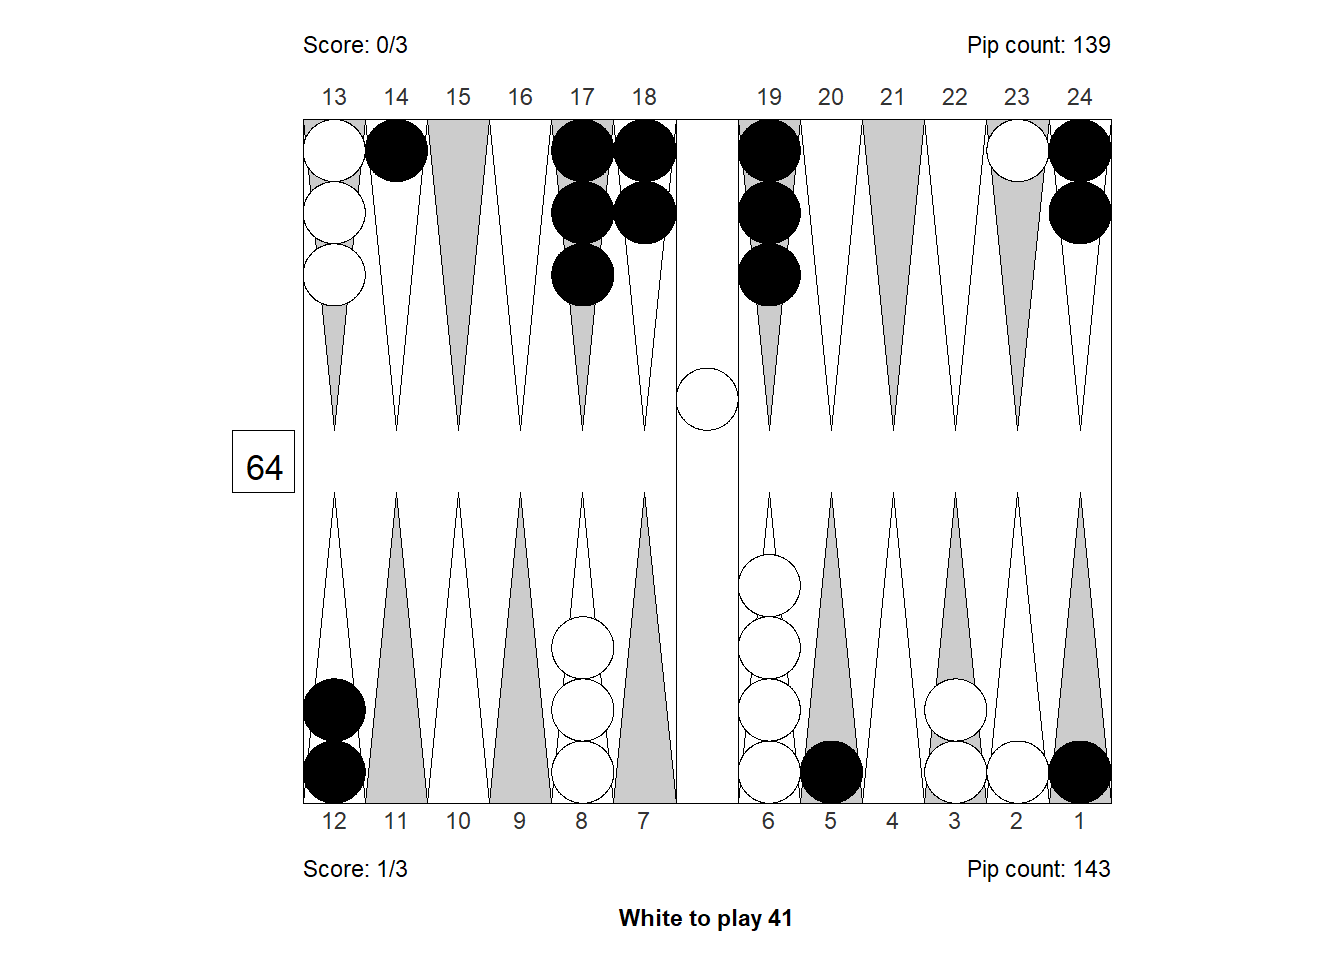 Score: 0/3 Pip count: 139
13 14 15 16 17 18 19 20 21 22 23 24
64
12 11 10 9 8 7 6 5 4 3 2 1
Score: 1/3 Pip count: 143
White to play 41